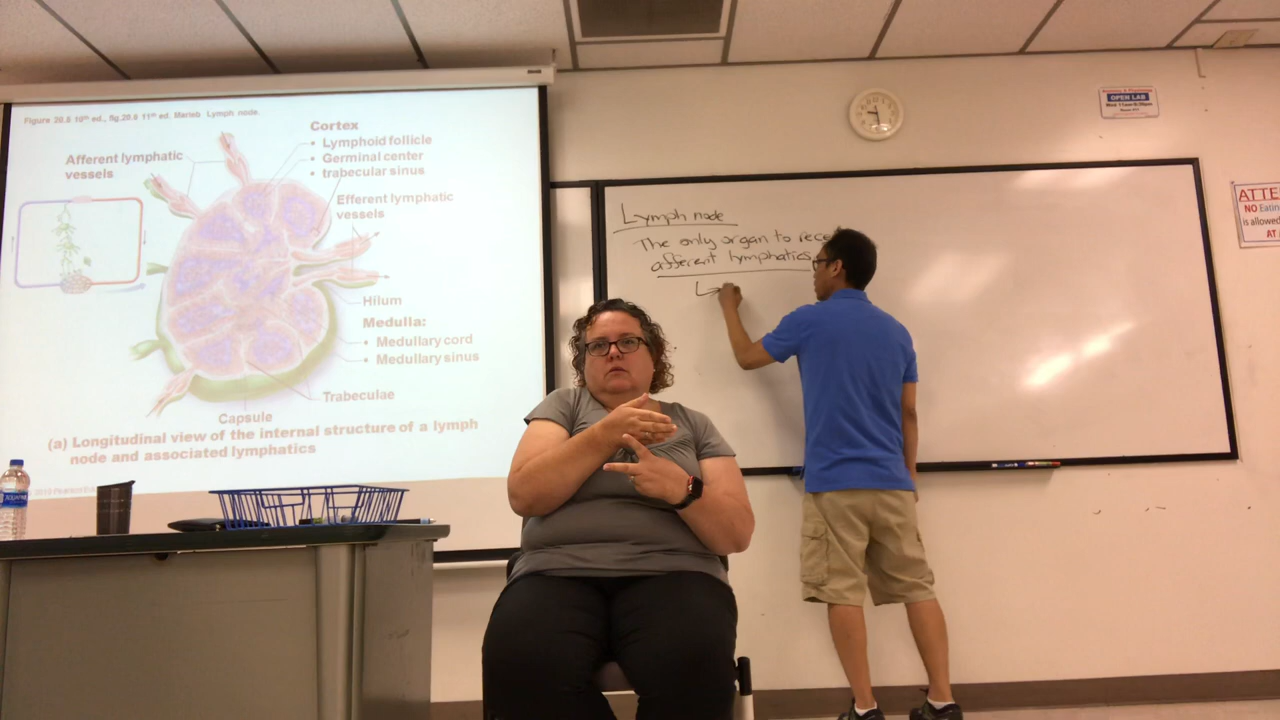 Figure 20.5 10th ed., fig.20.6 11th ed. Marieb Lymph node.
Cortex
• Lymphoid follicle
• Germinal center
• trabecular sinus
Afferent lymphatic
vessels
Efferent lymphatic
vessels
Hilum
Medulla:
• Medullary cord
• Medullary sinus
Trabeculae
Capsule
(a) Longitudinal view of the internal structure of a lymph
node and associated lymphatics
Lymph node
The only organ to
afferent lymphatics
OPEN LAB
ATTE
NO Eatin
is allowed
AT